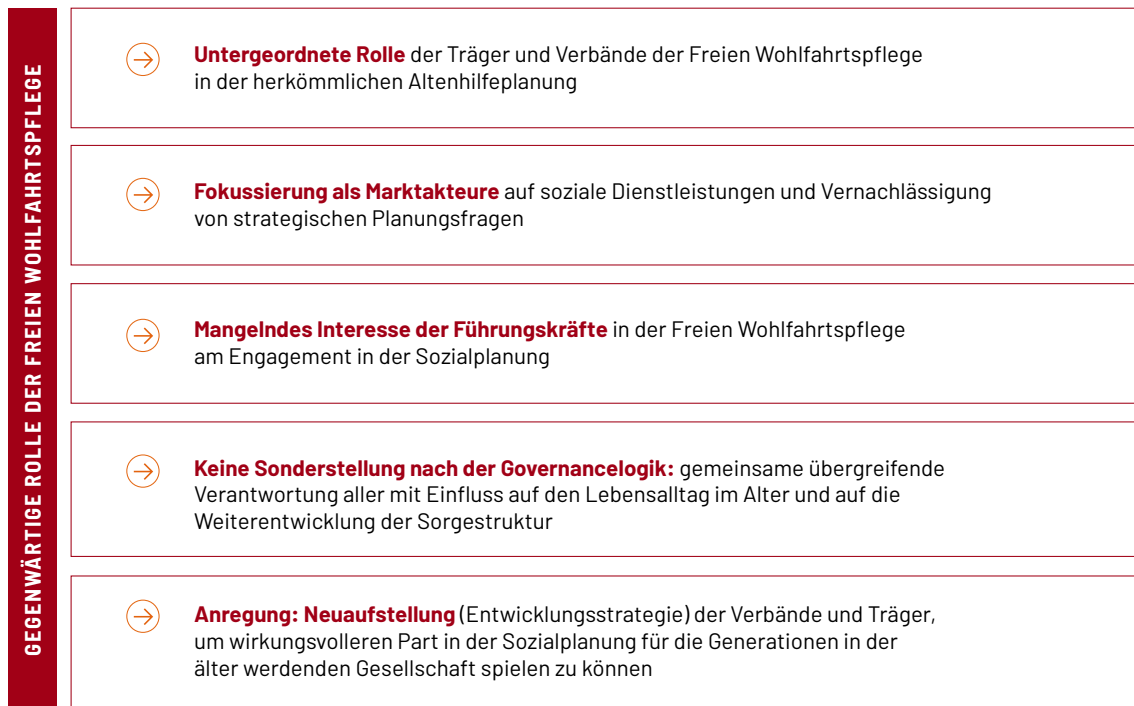 GEGENWÄRTIGE ROLLE DER FREIEN WOHLFAHRTSPFLEGE
Untergeordnete Rolle der Träger und Verbände der Freien Wohlfahrtspflege
in der herkömmlichen Altenhilfeplanung
Fokussierung als Marktakteure auf soziale Dienstleistungen und Vernachlässigung
von strategischen Planungsfragen
Mangelndes Interesse der Führungskräfte in der Freien Wohlfahrtspflege
am Engagement in der Sozialplanung
Keine Sonderstellung nach der Governancelogik: gemeinsame übergreifende
Verantwortung aller mit Einfluss auf den Lebensalltag im Alter und auf die
Weiterentwicklung der Sorgestruktur
Anregung: Neuaufstellung (Entwicklungsstrategie) der Verbände und Träger,
um wirkungsvolleren Part in der Sozialplanung für die Generationen in der
älter werdenden Gesellschaft spielen zu können